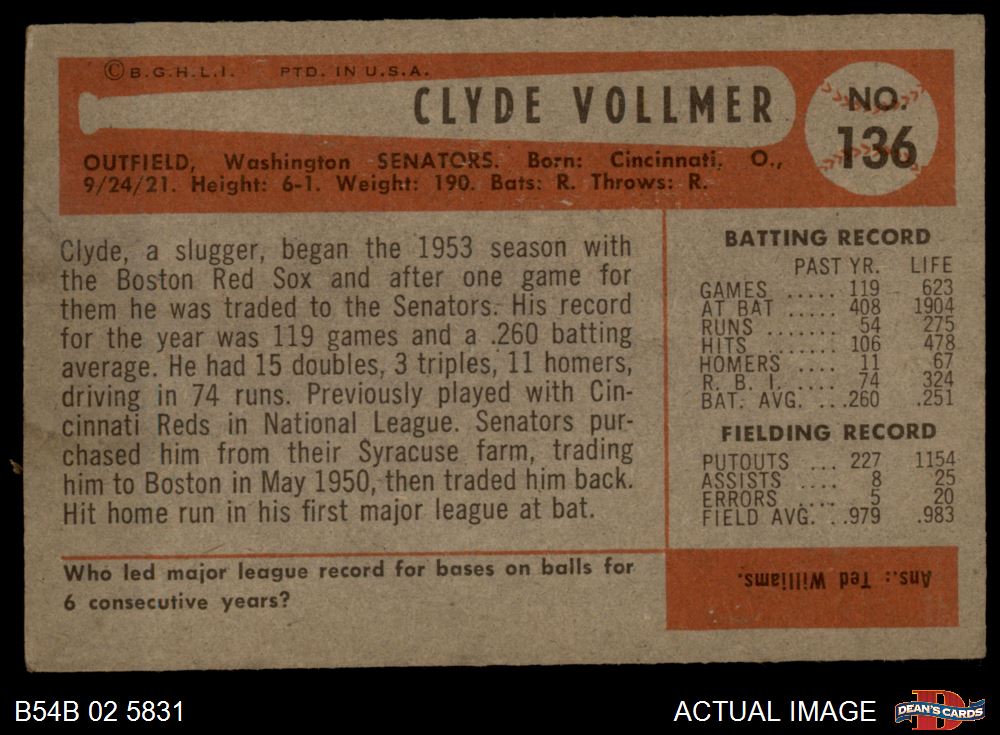 ©B.G.H.L.I. PTD. IN U.S.A.
CLYDE VOLLMER
NO.
136
OUTFIELD, Washington SENATORS. Born: Cincinnati, O.,
9/24/21. Height: 6-1. Weight: 190. Bats: R. Throws: R.
Clyde, a slugger, began the 1953 season with
the Boston Red Sox and after one game for
them he was traded to the Senators. His record
for the year was 119 games and a .260 batting
average. He had 15 doubles, 3 triples, 11 homers,
driving in 74 runs. Previously played with Cin-
cinnati Reds in National League. Senators pur-
chased him from their Syracuse farm, trading
him to Boston in May 1950, then traded him back.
Hit home run in his first major league at bat.
BATTING RECORD
PAST YR. LIFE
GAMES ..... 119 623
AT BAT ..... 408 1904
RUNS ....... 54 275
HITS ....... 106 478
HOMERS .... 11 67
R. B. I. .... 74 324
BAT. AVG. ...260 .251
FIELDING RECORD
PUTOUTS ... 227 1154
ASSISTS .... 8 25
ERRORS .... 5 20
FIELD AVG. ..979 .983
Who led major league record for bases on balls for
6 consecutive years?
Ans.: Ted Williams.
B54B 02 5831
ACTUAL IMAGE
DEAN'S CARDS